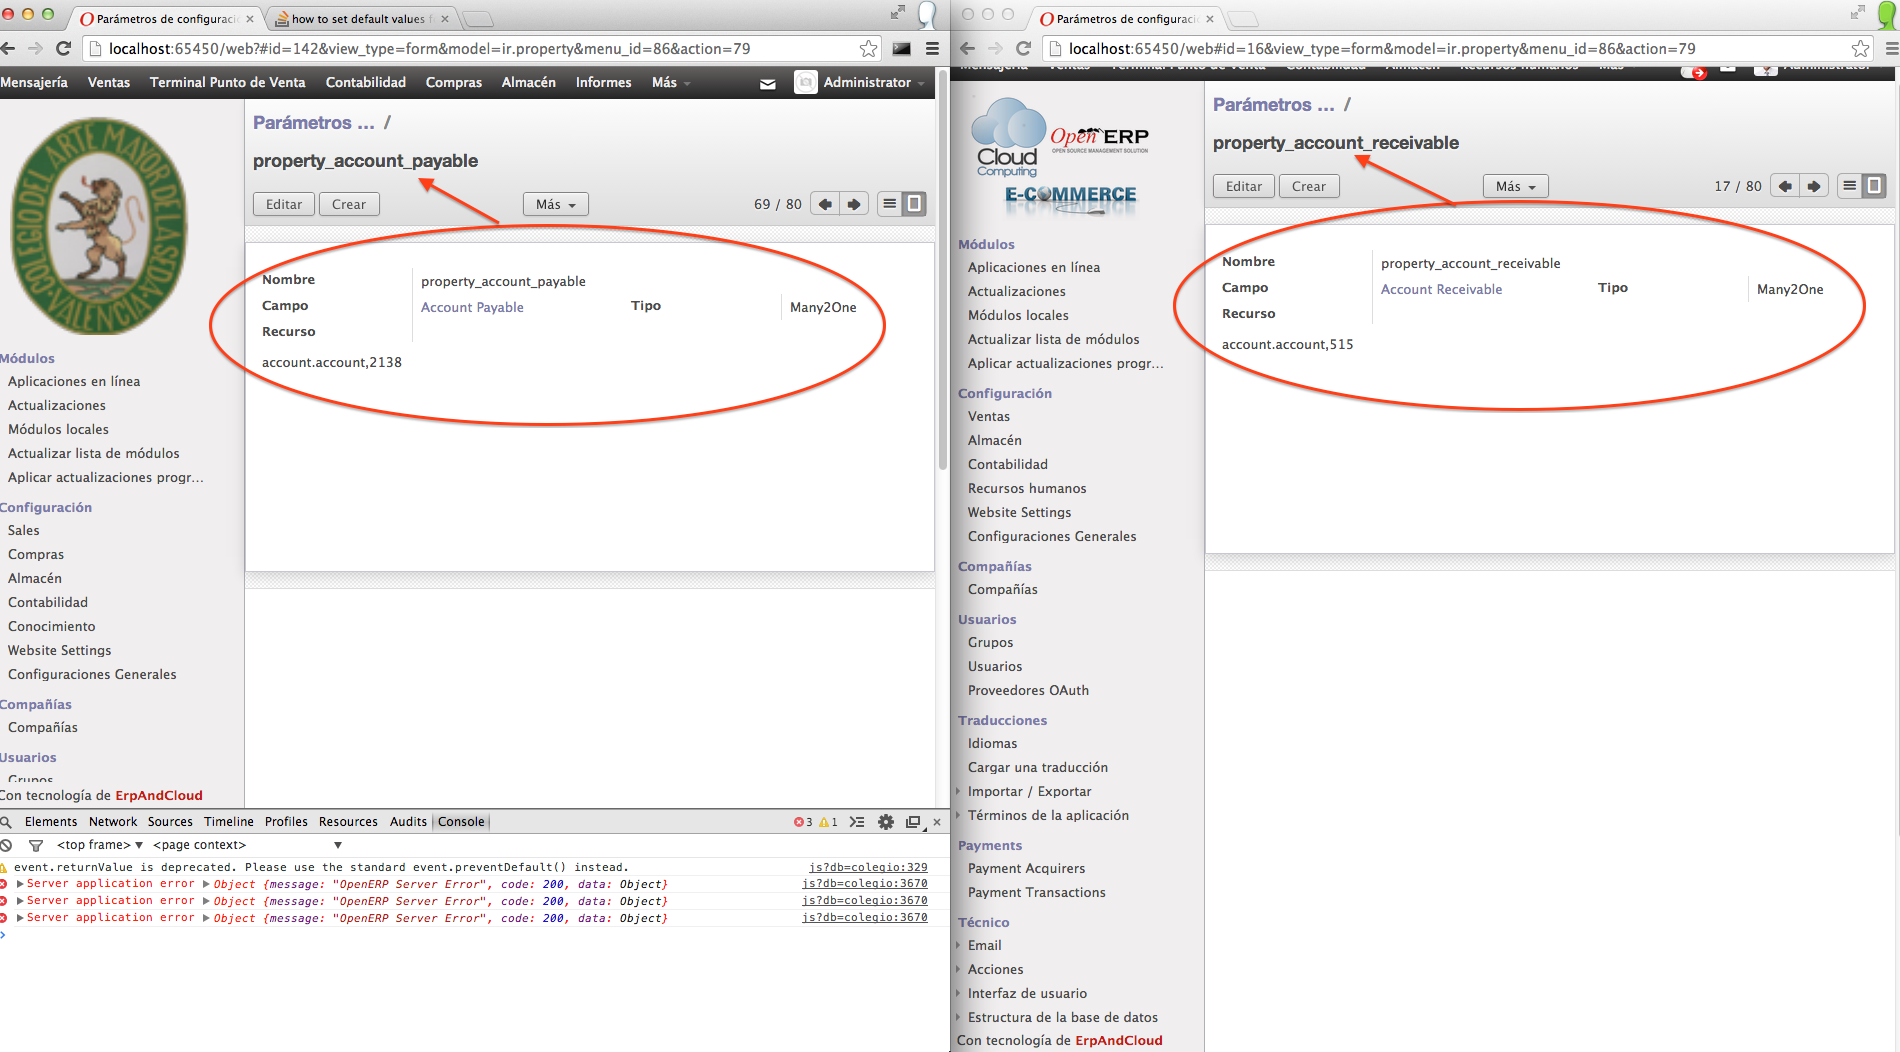 Parámetros de configuraci
how to set default values f
localhost:65450/web?#id=142&view_type=form&model=ir.property&menu_id=86&action=79
Mensajería Ventas Terminal Punto de Venta Contabilidad Compras Almacén Informes Más Administrator
COLEGIO DEL ARTE MAYOR DE LA SEDA VALENCIA
Módulos
Aplicaciones en línea
Actualizaciones
Módulos locales
Actualizar lista de módulos
Aplicar actualizaciones progr...
Configuración
Sales
Compras
Almacén
Contabilidad
Conocimiento
Website Settings
Configuraciones Generales
Compañías
Compañías
Usuarios
Grupos
Con tecnología de ErpAndCloud
Parámetros ... /
property_account_payable
Editar Crear Más 69 / 80
Nombre property_account_payable
Campo Account Payable Tipo Many2One
Recurso
account.account,2138
Elements Network Sources Timeline Profiles Resources Audits Console 3 1
<top frame> <page context>
event.returnValue is deprecated. Please use the standard event.preventDefault() instead. js?db=colegio:329
Server application error Object {message: "OpenERP Server Error", code: 200, data: Object} js?db=colegio:3670
Server application error Object {message: "OpenERP Server Error", code: 200, data: Object} js?db=colegio:3670
Server application error Object {message: "OpenERP Server Error", code: 200, data: Object} js?db=colegio:3670
Parámetros de configuraci
localhost:65450/web#id=16&view_type=form&model=ir.property&menu_id=86&action=79
Mensajería Ventas Terminal Punto de Venta Contabilidad Almacén Recursos humanos Más Administrator
Cloud
Computing
Open ERP
OPEN SOURCE MANAGEMENT SOLUTION
E-COMMERCE
Módulos
Aplicaciones en línea
Actualizaciones
Módulos locales
Actualizar lista de módulos
Aplicar actualizaciones progr...
Configuración
Ventas
Almacén
Contabilidad
Recursos humanos
Website Settings
Configuraciones Generales
Compañías
Compañías
Usuarios
Grupos
Usuarios
Proveedores OAuth
Traducciones
Idiomas
Cargar una traducción
Importar / Exportar
Términos de la aplicación
Payments
Payment Acquirers
Payment Transactions
Técnico
Email
Acciones
Interfaz de usuario
Estructura de la base de datos
Con tecnología de ErpAndCloud
Parámetros ... /
property_account_receivable
Editar Crear Más 17 / 80
Nombre property_account_receivable
Campo Account Receivable Tipo Many2One
Recurso
account.account,515